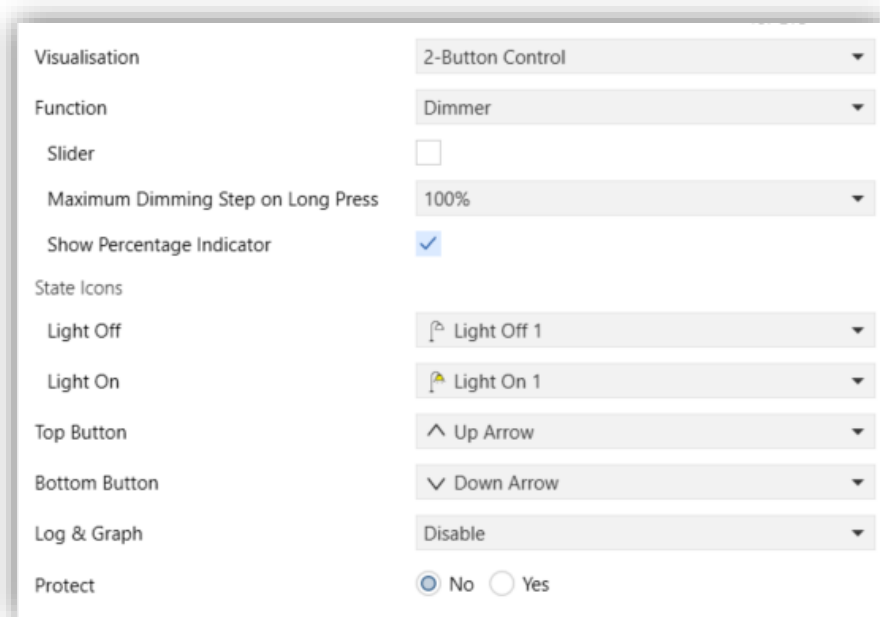 Visualisation 2-Button Control
Function Dimmer
Slider
Maximum Dimming Step on Long Press 100%
Show Percentage Indicator
State Icons
Light Off Light Off 1
Light On Light On 1
Top Button Up Arrow
Bottom Button Down Arrow
Log & Graph Disable
Protect No Yes